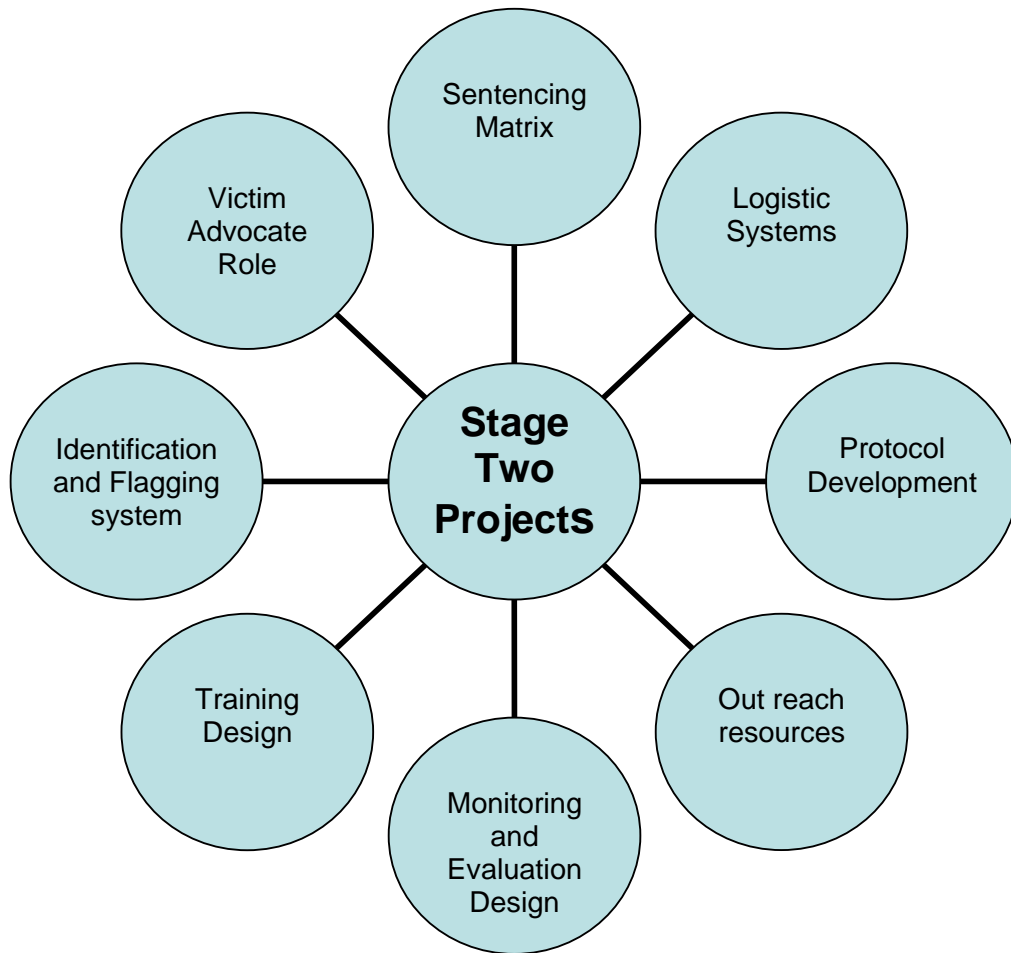 Sentencing
Matrix
Victim
Advocate
Role
Logistic
Systems
Stage
Two
Projects
Identification
and Flagging
system
Protocol
Development
Training
Design
Out reach
resources
Monitoring
and
Evaluation
Design